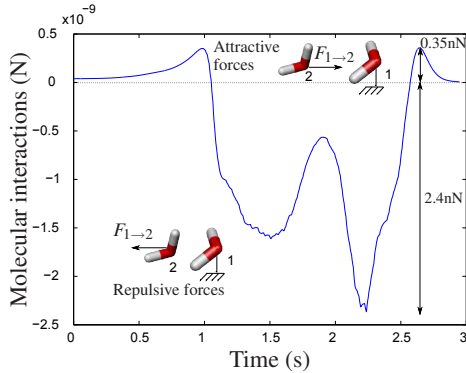 ×10⁻⁹
0.5
0
−0.5
−1
−1.5
−2
−2.5
Molecular interactions (N)
Attractive
forces
F1→2
2
1
0.35nN
2.4nN
F1→2
2
1
Repulsive forces
0
0.5
1
1.5
2
2.5
3
Time (s)